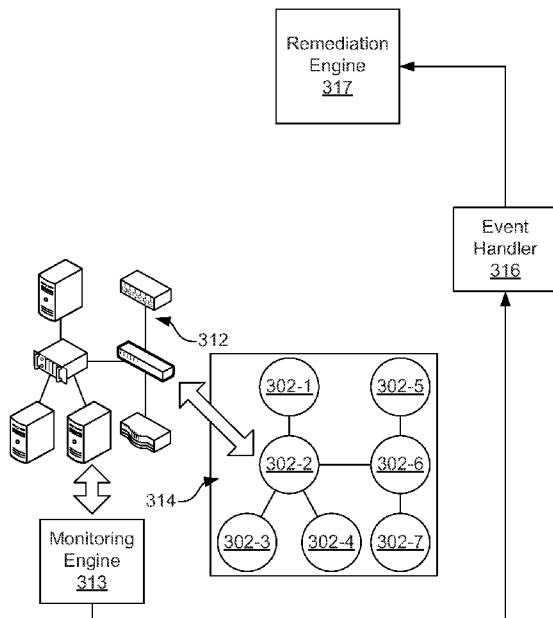 Remediation
Engine
317
Event
Handler
316
312
302-1
302-5
302-2
302-6
314
302-3
302-4
302-7
Monitoring
Engine
313